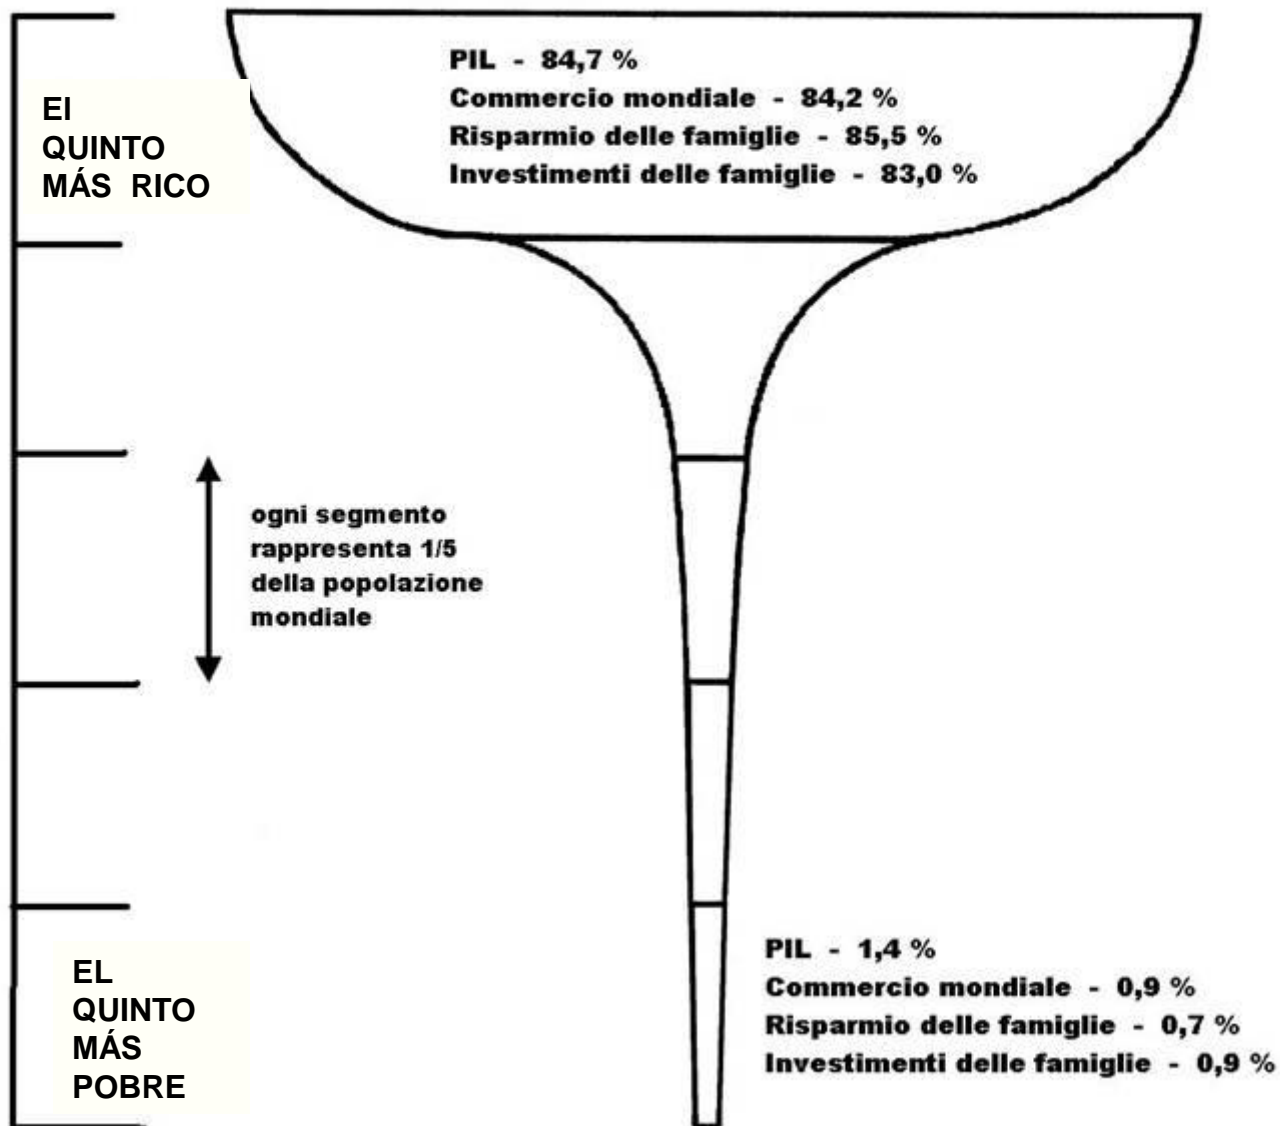 PIL - 84,7 %
Commercio mondiale - 84,2 %
Risparmio delle famiglie - 85,5 %
Investimenti delle famiglie - 83,0 %
El
QUINTO
MÁS RICO
ogni segmento
rappresenta 1/5
della popolazione
mondiale
EL
QUINTO
MÁS
POBRE
PIL - 1,4 %
Commercio mondiale - 0,9 %
Risparmio delle famiglie - 0,7 %
Investimenti delle famiglie - 0,9 %